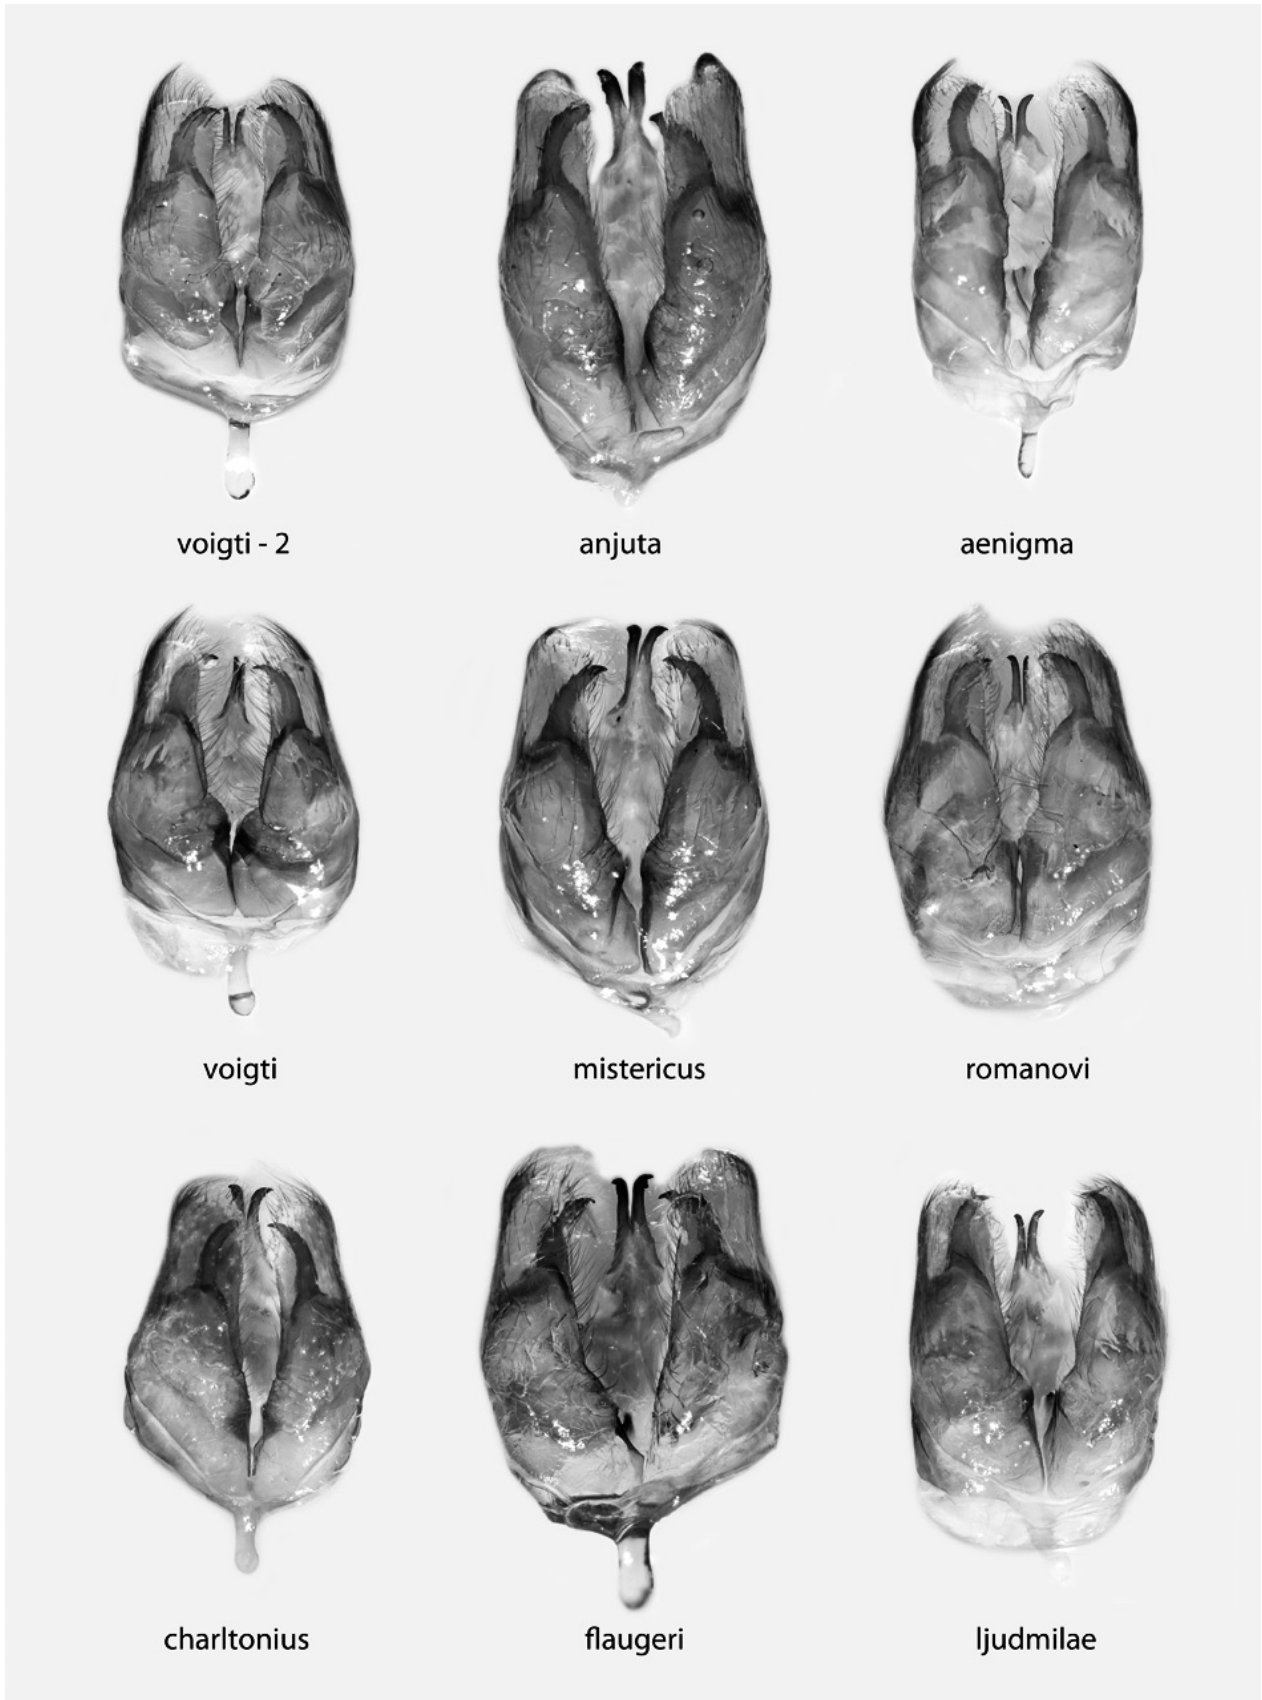 voigti - 2
anjuta
aenigma
voigti
mistericus
romanovi
charltonius
flaugeri
ljudmilae